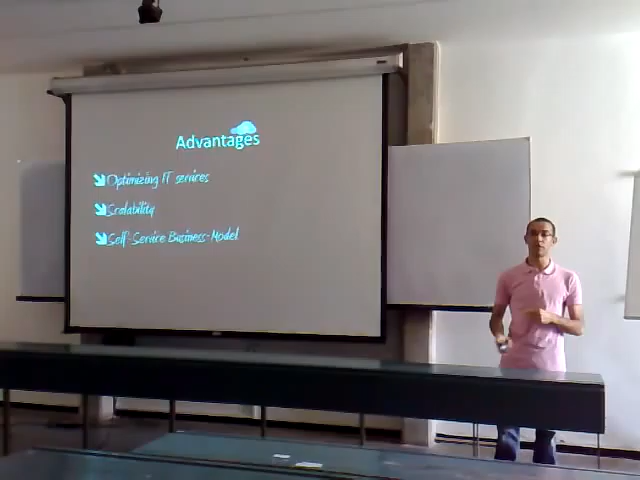 Advantages
Optimizing IT services
Scalability
Self-Service Business-Model